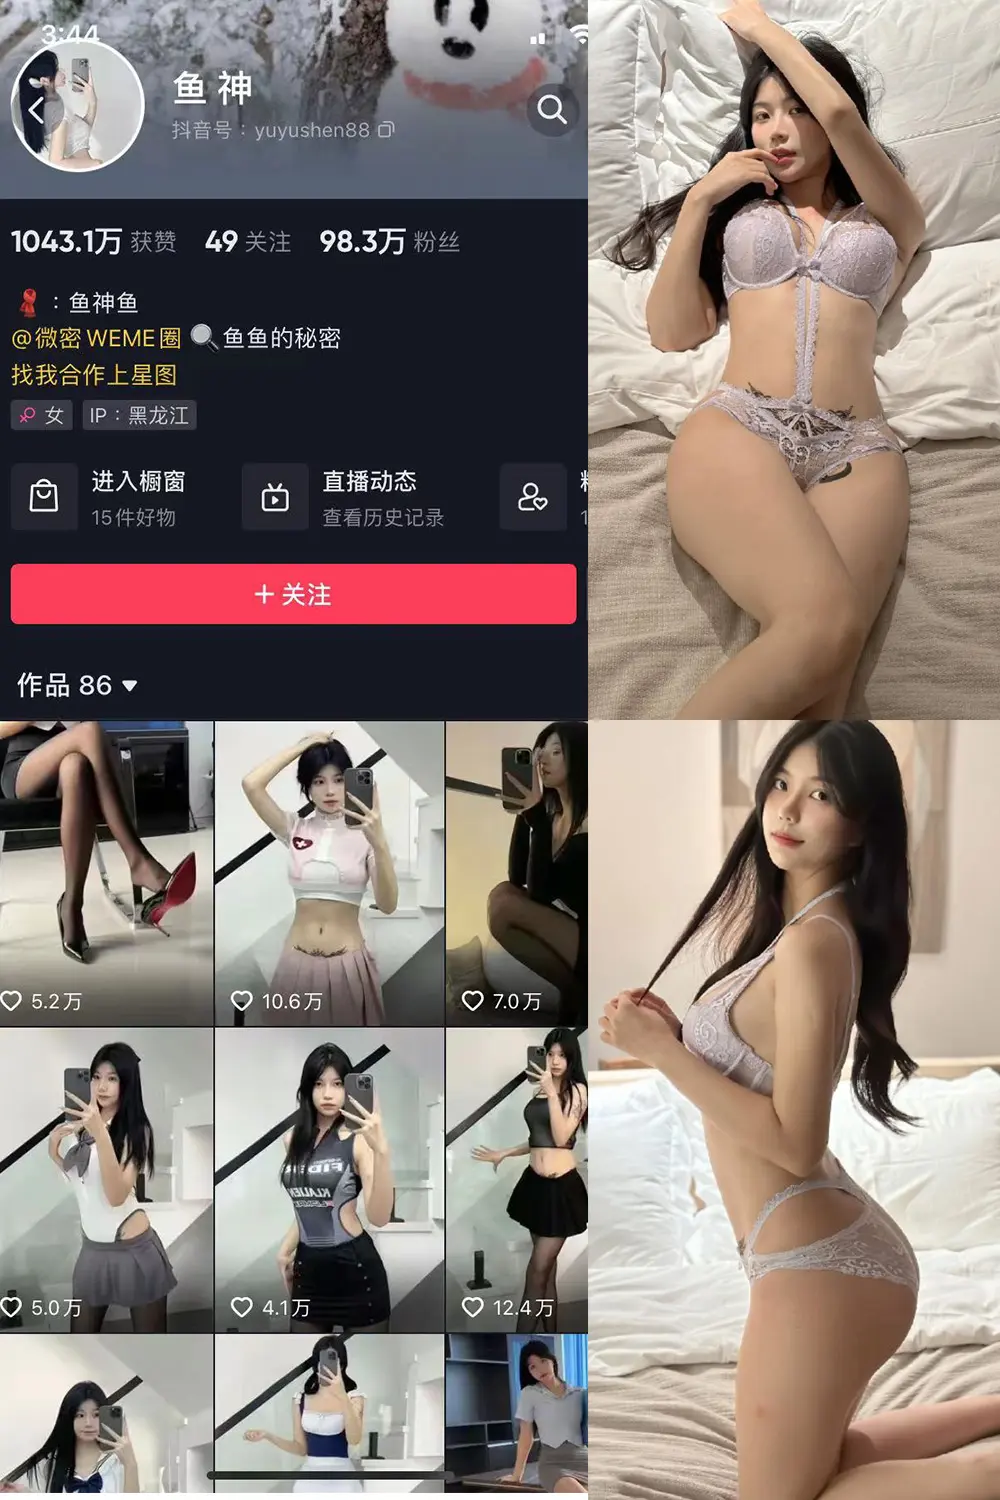 3:44
鱼 神
抖音号：yuyushen88
1043.1万 获赞 49 关注 98.3万 粉丝
：鱼神鱼
@微密 WEME圈 🔍鱼鱼的秘密
找我合作上星图
女 IP：黑龙江
进入橱窗 直播动态
15件好物 查看历史记录
+ 关注
作品 86
5.2万 10.6万 7.0万
5.0万 4.1万 12.4万